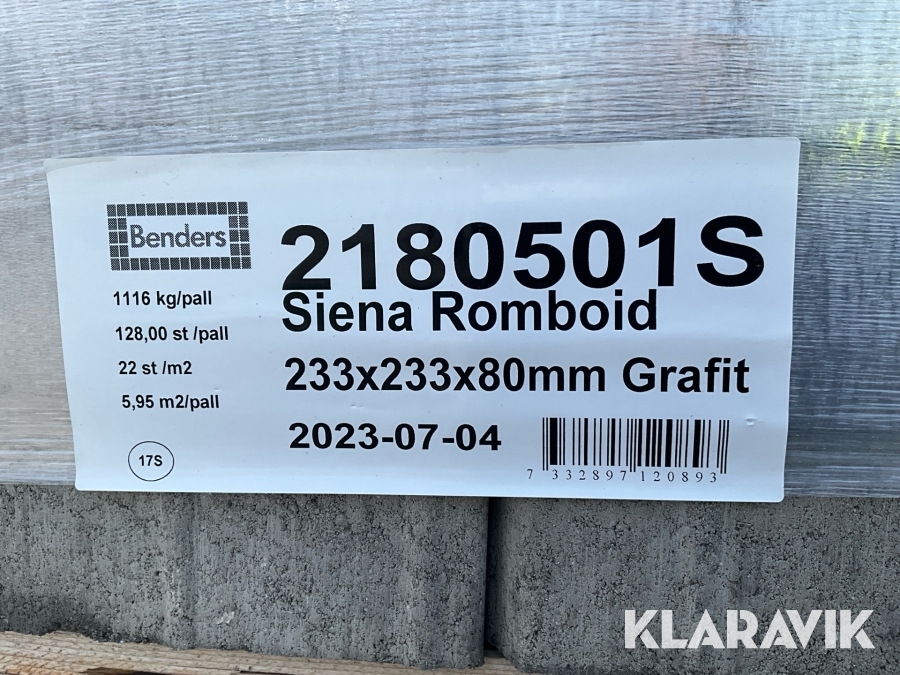 Benders
2180501S
Siena Romboid
233x233x80mm Grafit
2023-07-04
1116 kg/pall
128,00 st /pall
22 st /m2
5,95 m2/pall
17S
7 332897 120893
KLARAVIK